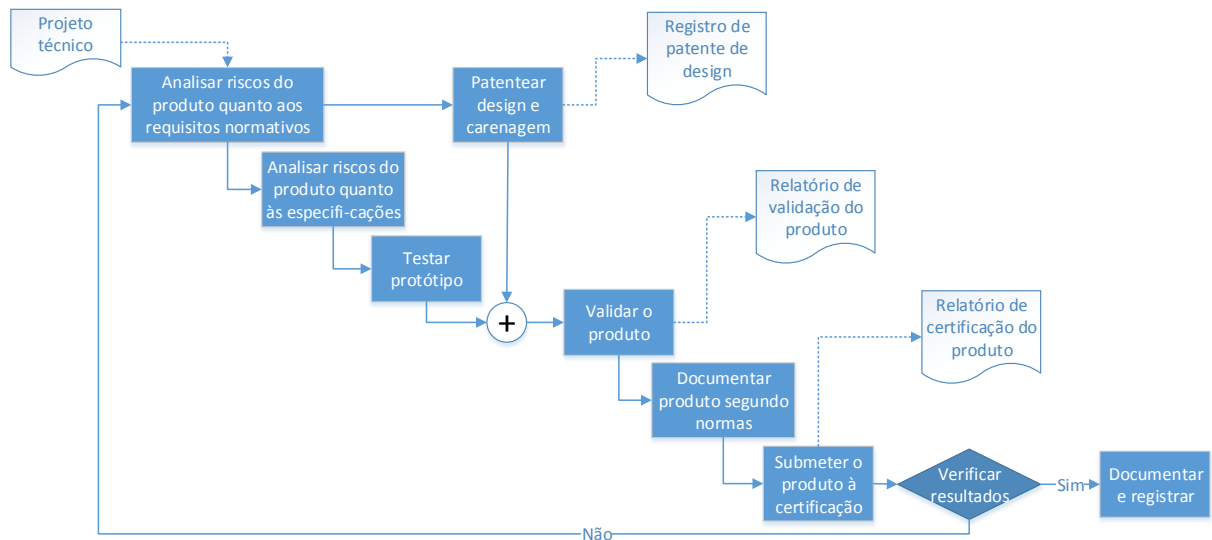 Projeto
técnico
Registro de
patente de
design
Analisar riscos do
produto quanto aos
requisitos normativos
Patentear
design e
carenagem
Analisar riscos do
produto quanto
às especifi-cações
Relatório de
validação do
produto
Testar
protótipo
+
Validar o
produto
Relatório de
certificação do
produto
Documentar
produto segundo
normas
Submeter o
produto à
certificação
Verificar
resultados
Sim
Documentar
e registrar
Não